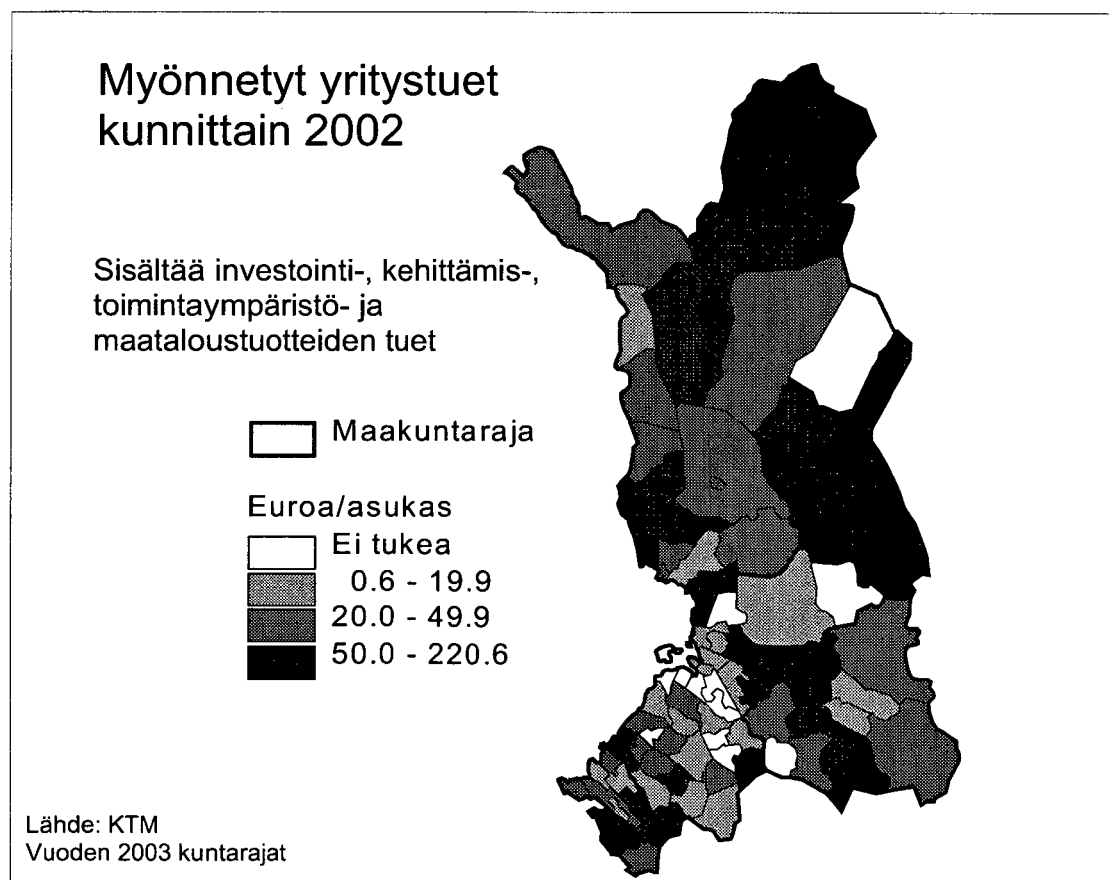 Myönnetyt yritystuet
kunnittain 2002
Sisältää investointi-, kehittämis-,
toimintaympäristö- ja
maataloustuotteiden tuet
Maakuntaraja
Euroa/asukas
Ei tukea
0.6 - 19.9
20.0 - 49.9
50.0 - 220.6
Lähde: KTM
Vuoden 2003 kuntarajat